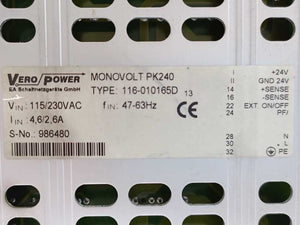 VERO POWER MONOVOLT PK240
EA Schaltnetzgeräte GmbH TYPE: 116-010165D 13
VIN: 115/230VAC fIN: 47-63Hz CE
IIN: 4,6/2,6A
S-No.: 986480
I +24V
II GND 24V
14 +SENSE
16 -SENSE
22 EXT. ON/OFF
24 PF/
28 N
30 L
32 PE